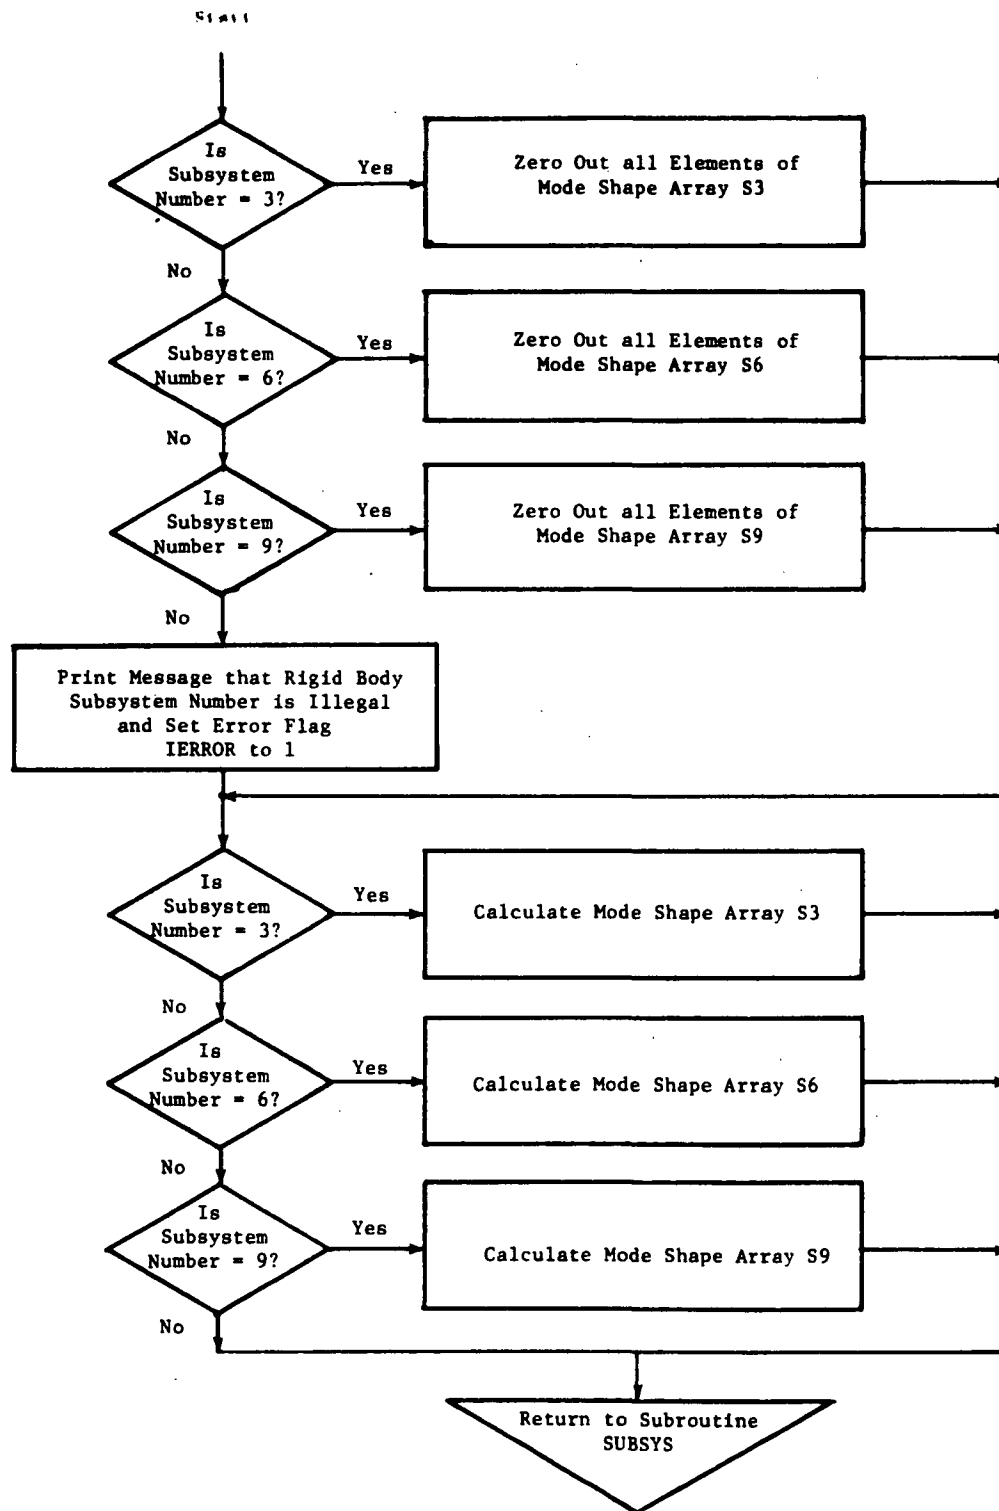 Start
Is
Subsystem
Number = 3?
Yes
Zero Out all Elements of
Mode Shape Array S3
No
Is
Subsystem
Number = 6?
Yes
Zero Out all Elements of
Mode Shape Array S6
No
Is
Subsystem
Number = 9?
Yes
Zero Out all Elements of
Mode Shape Array S9
No
Print Message that Rigid Body
Subsystem Number is Illegal
and Set Error Flag
IERROR to 1
Is
Subsystem
Number = 3?
Yes
Calculate Mode Shape Array S3
No
Is
Subsystem
Number = 6?
Yes
Calculate Mode Shape Array S6
No
Is
Subsystem
Number = 9?
Yes
Calculate Mode Shape Array S9
No
Return to Subroutine
SUBSYS